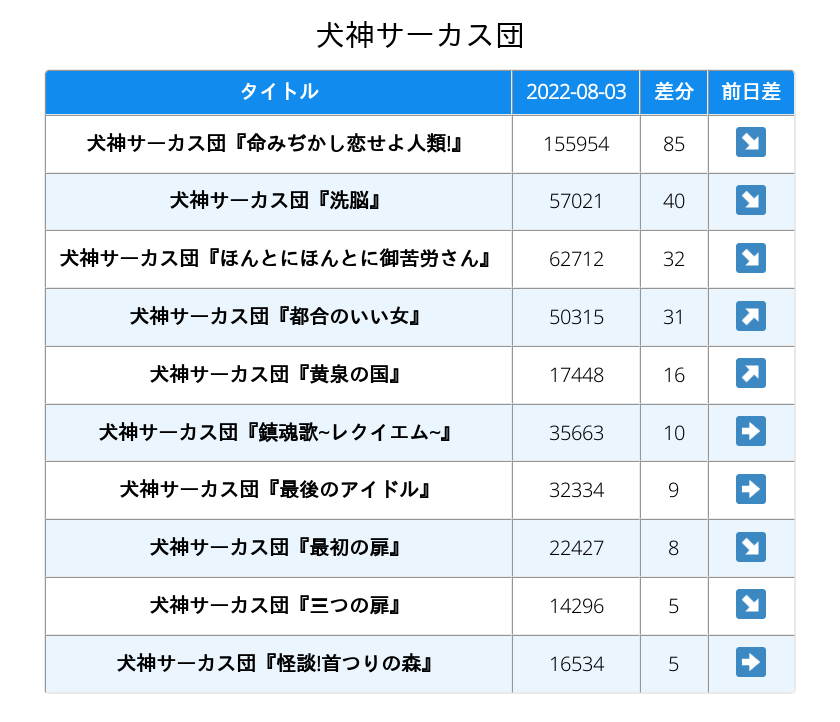 犬神サーカス団
タイトル 2022-08-03 差分 前日差
犬神サーカス団『命みぢかし恋せよ人類!』 155954 85 ↘
犬神サーカス団『洗脳』 57021 40 ↘
犬神サーカス団『ほんとにほんとに御苦労さん』 62712 32 ↘
犬神サーカス団『都合のいい女』 50315 31 ↗
犬神サーカス団『黄泉の国』 17448 16 ↗
犬神サーカス団『鎮魂歌~レクイエム~』 35663 10 ➡
犬神サーカス団『最後のアイドル』 32334 9 ➡
犬神サーカス団『最初の扉』 22427 8 ↘
犬神サーカス団『三つの扉』 14296 5 ↘
犬神サーカス団『怪談!首つりの森』 16534 5 ➡